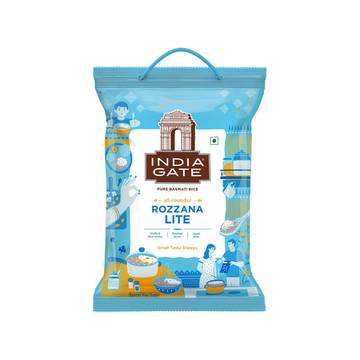 INDIA
GATE
PURE BASMATI RICE
all rounder
ROZZANA
LITE
Great Taste Always